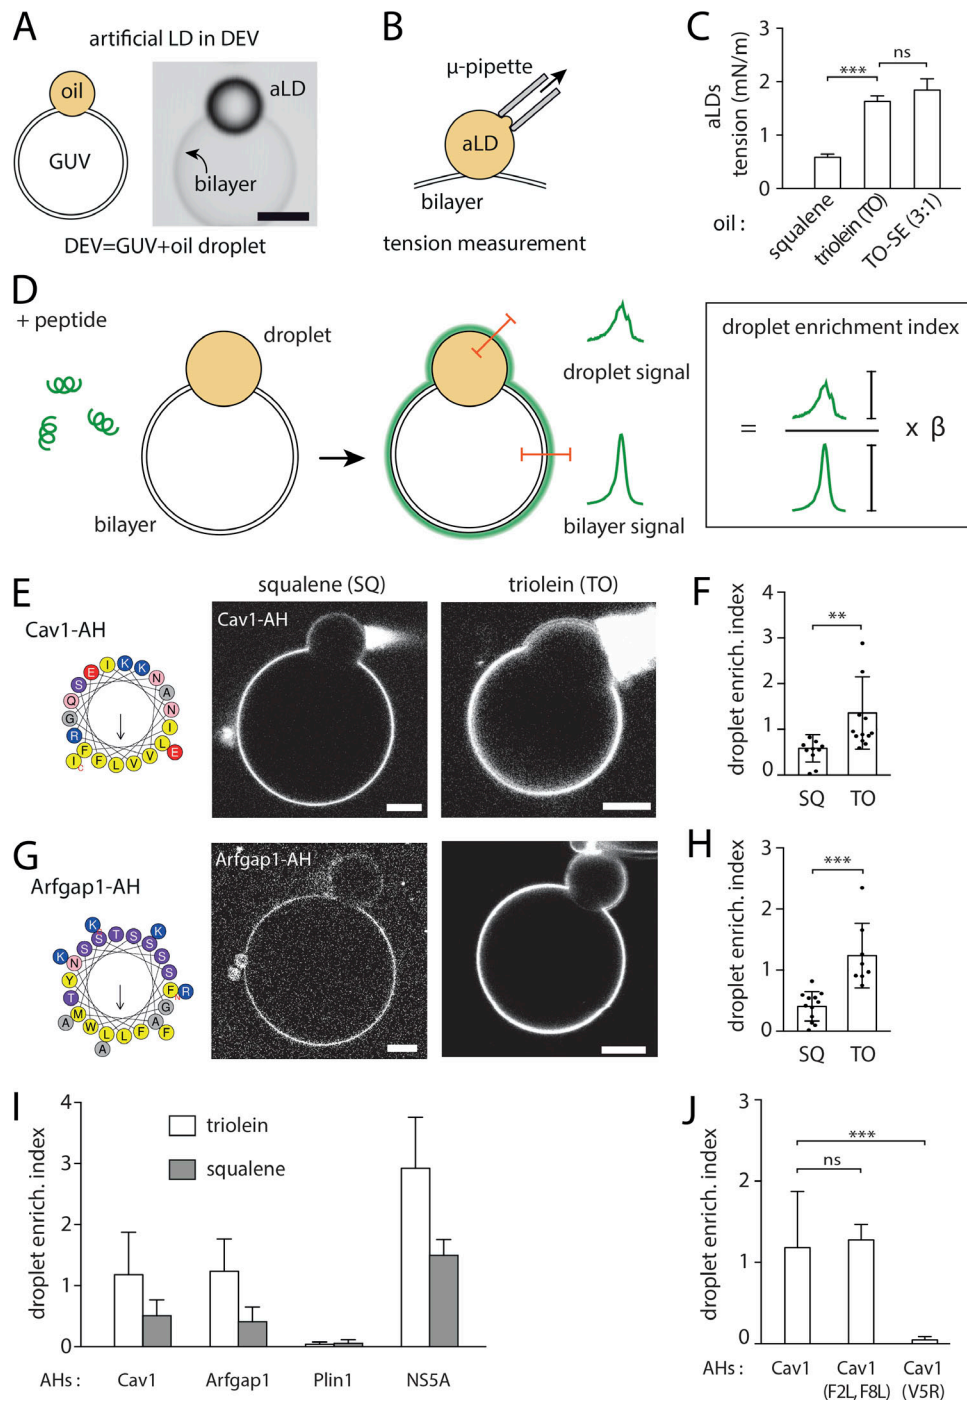 A
artificial LD in DEV
oil
GUV
aLD
bilayer
DEV=GUV+oil droplet
B
μ-pipette
aLD
bilayer
tension measurement
C
aLDs
tension (mN/m)
3
2
1
0
***
ns
oil :
squalene
triolein (TO)
TO-SE (3:1)
D
+ peptide
droplet
bilayer
droplet signal
bilayer signal
droplet enrichment index
=
x β
E
squalene (SQ)
triolein (TO)
Cav1-AH
Cav1-AH
E I K K N
S A
Q N
G I
R L E
I F F L V V
C
F
droplet enrich. index
4
3
2
1
0
**
SQ TO
G
Arfgap1-AH
Arfgap1-AH
K K
S S T S S
K N S S
Y F R
T G N
A M W L L F A F
A
H
droplet enrich. index
3
2
1
0
***
SQ TO
I
droplet enrich. index
4
3
2
1
0
triolein
squalene
AHs : Cav1 Arfgap1 Plin1 NS5A
J
droplet enrich. index
3
2
1
0
***
ns
AHs : Cav1 Cav1 Cav1
(F2L, F8L) (V5R)